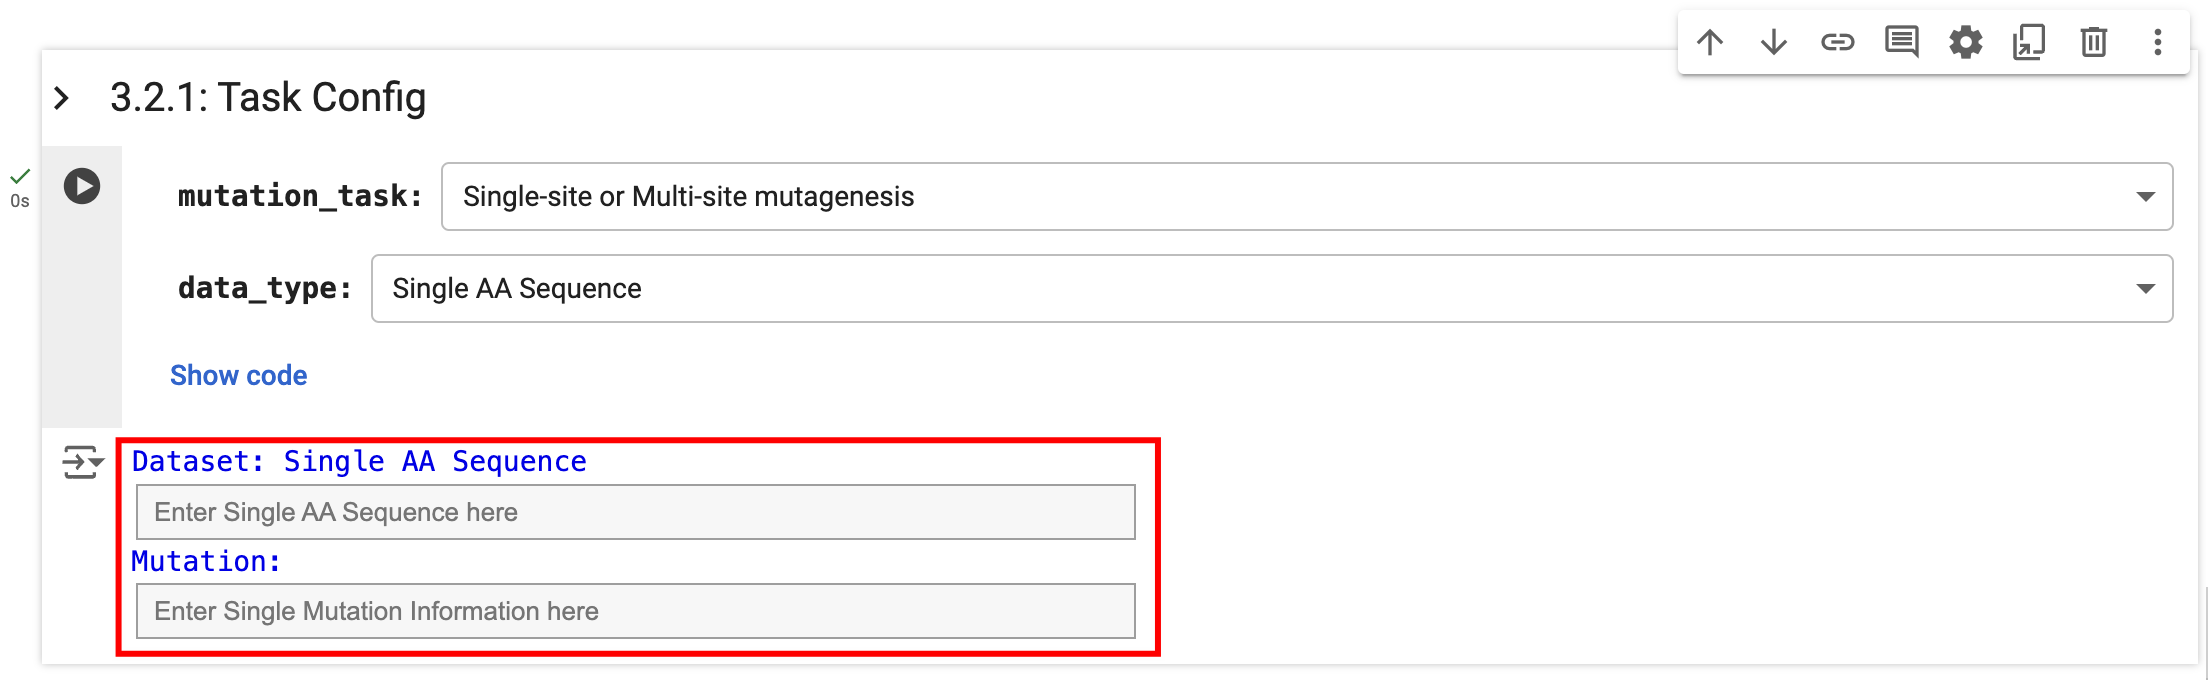 3.2.1: Task Config
0s
mutation_task: Single-site or Multi-site mutagenesis
data_type: Single AA Sequence
Show code
Dataset: Single AA Sequence
Enter Single AA Sequence here
Mutation:
Enter Single Mutation Information here